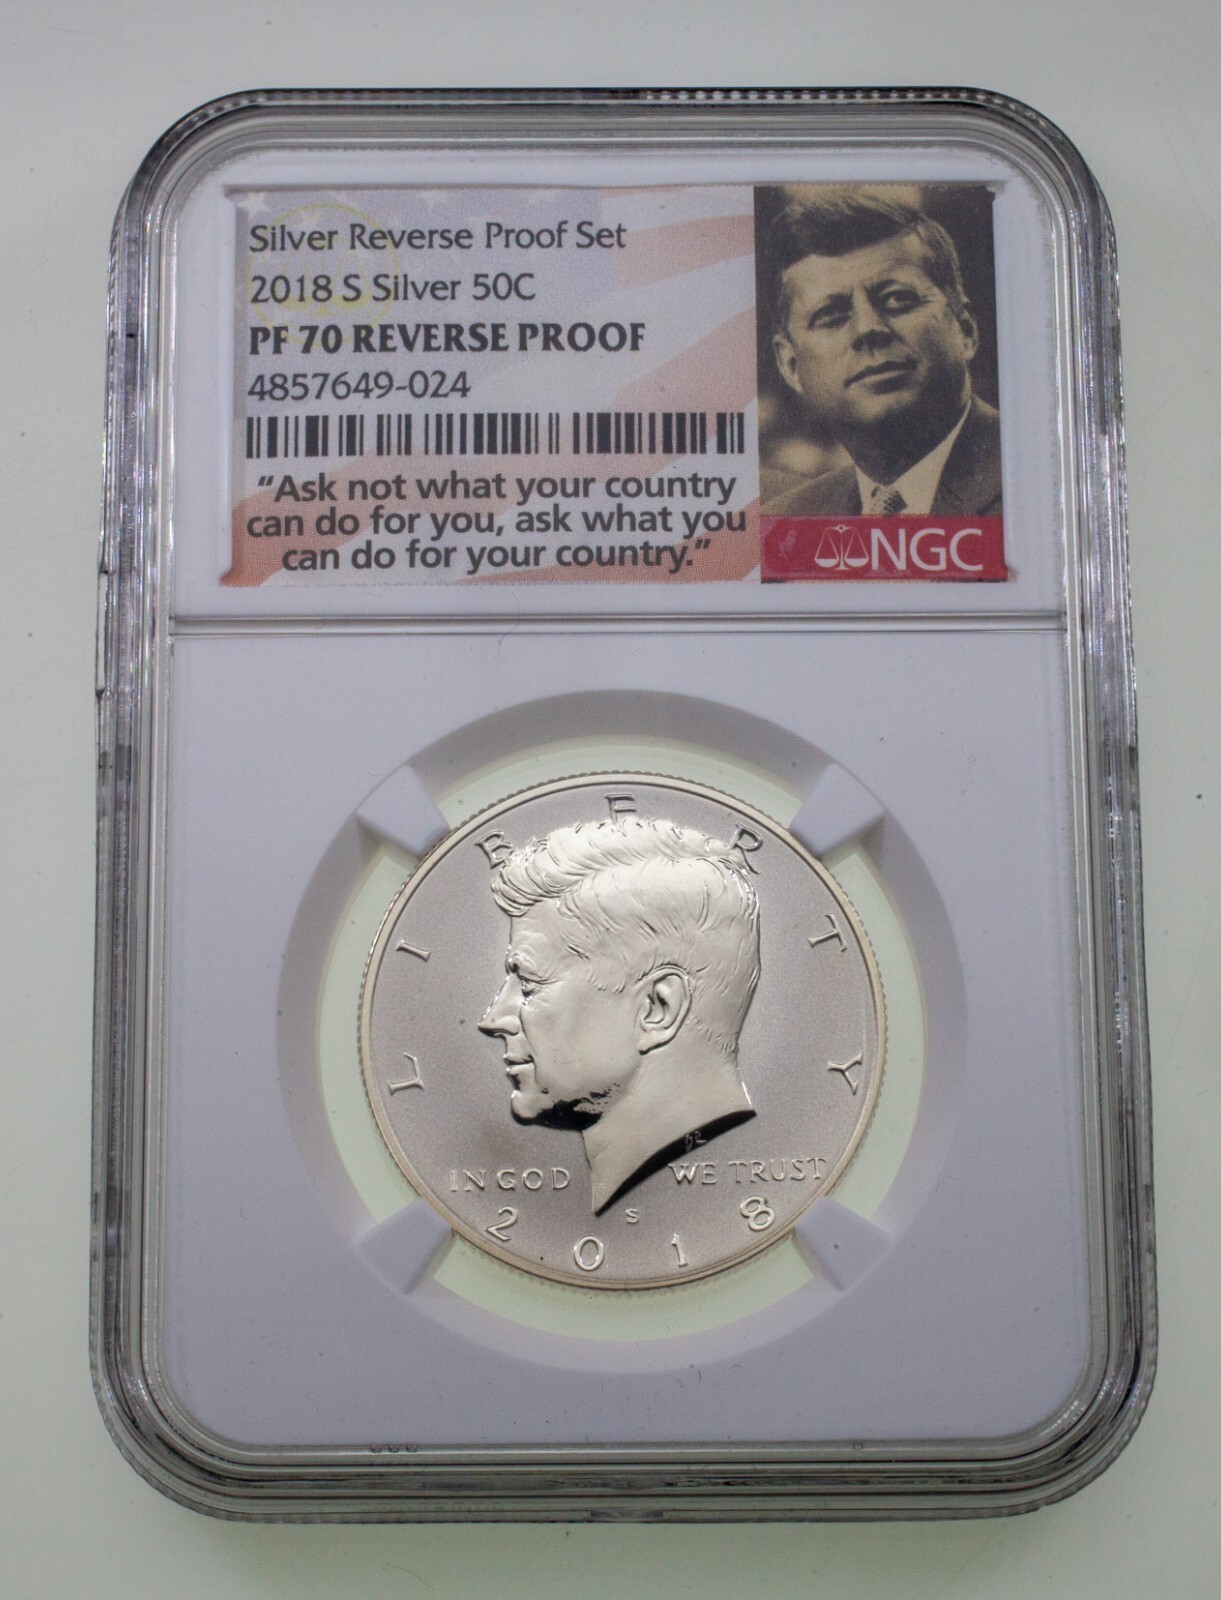 Silver Reverse Proof Set
2018 S Silver 50C
PF 70 REVERSE PROOF
4857649-024
“Ask not what your country
can do for you, ask what you
can do for your country.”
NGC
LIBERTY
IN GOD WE TRUST
S
2018